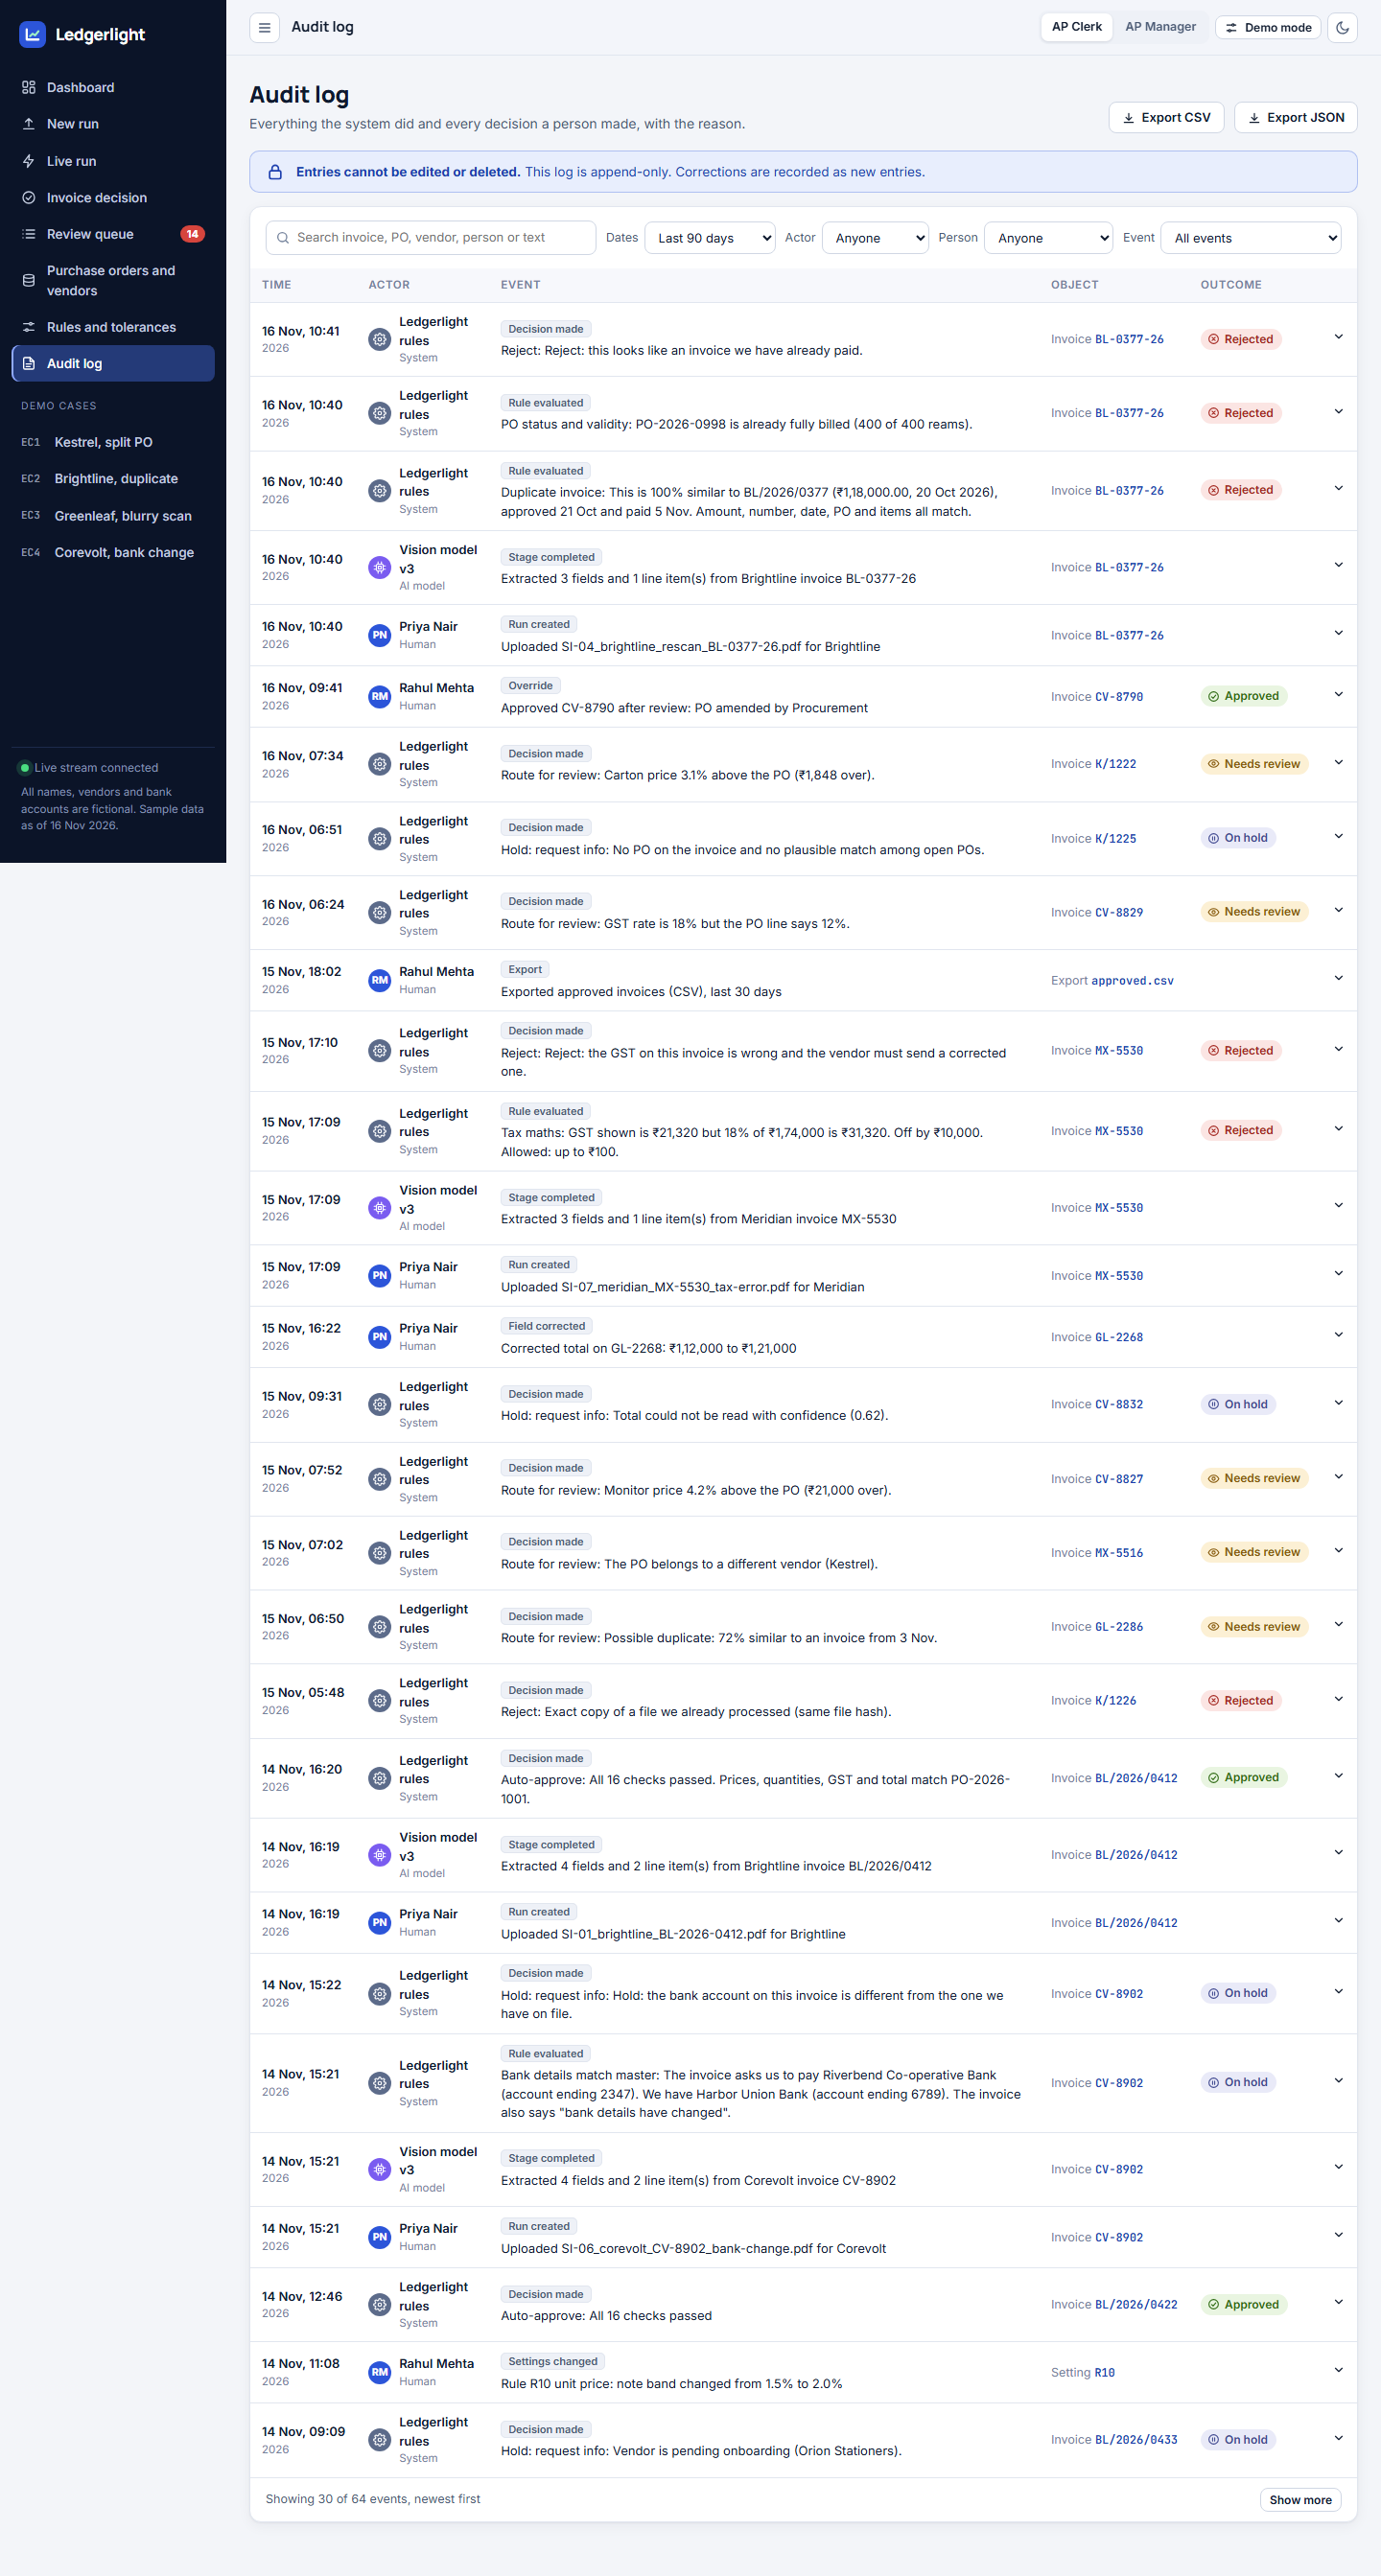 Ledgerlight
Dashboard
New run
Live run
Invoice decision
Review queue 14
Purchase orders and
vendors
Rules and tolerances
Audit log
DEMO CASES
EC1 Kestrel, split PO
EC2 Brightline, duplicate
EC3 Greenleaf, blurry scan
EC4 Corevolt, bank change
Live stream connected
All names, vendors and bank
accounts are fictional. Sample data
as of 16 Nov 2026.
Audit log
AP Clerk AP Manager Demo mode
Audit log
Everything the system did and every decision a person made, with the reason.
Export CSV Export JSON
Entries cannot be edited or deleted. This log is append-only. Corrections are recorded as new entries.
Search invoice, PO, vendor, person or text Dates Last 90 days Actor Anyone Person Anyone Event All events
TIME ACTOR EVENT OBJECT OUTCOME
16 Nov, 10:41
2026
Ledgerlight
rules
System
Decision made
Reject: Reject: this looks like an invoice we have already paid.
Invoice BL-0377-26
Rejected
16 Nov, 10:40
2026
Ledgerlight
rules
System
Rule evaluated
PO status and validity: PO-2026-0998 is already fully billed (400 of 400 reams).
Invoice BL-0377-26
Rejected
16 Nov, 10:40
2026
Ledgerlight
rules
System
Rule evaluated
Duplicate invoice: This is 100% similar to BL/2026/0377 (₹1,18,000.00, 20 Oct 2026),
approved 21 Oct and paid 5 Nov. Amount, number, date, PO and items all match.
Invoice BL-0377-26
Rejected
16 Nov, 10:40
2026
Vision model
v3
AI model
Stage completed
Extracted 3 fields and 1 line item(s) from Brightline invoice BL-0377-26
Invoice BL-0377-26
16 Nov, 10:40
2026
PN
Priya Nair
Human
Run created
Uploaded SI-04_brightline_rescan_BL-0377-26.pdf for Brightline
Invoice BL-0377-26
16 Nov, 09:41
2026
RM
Rahul Mehta
Human
Override
Approved CV-8790 after review: PO amended by Procurement
Invoice CV-8790
Approved
16 Nov, 07:34
2026
Ledgerlight
rules
System
Decision made
Route for review: Carton price 3.1% above the PO (₹1,848 over).
Invoice K/1222
Needs review
16 Nov, 06:51
2026
Ledgerlight
rules
System
Decision made
Hold: request info: No PO on the invoice and no plausible match among open POs.
Invoice K/1225
On hold
16 Nov, 06:24
2026
Ledgerlight
rules
System
Decision made
Route for review: GST rate is 18% but the PO line says 12%.
Invoice CV-8829
Needs review
15 Nov, 18:02
2026
RM
Rahul Mehta
Human
Export
Exported approved invoices (CSV), last 30 days
Export approved.csv
15 Nov, 17:10
2026
Ledgerlight
rules
System
Decision made
Reject: Reject: the GST on this invoice is wrong and the vendor must send a corrected
one.
Invoice MX-5530
Rejected
15 Nov, 17:09
2026
Ledgerlight
rules
System
Rule evaluated
Tax maths: GST shown is ₹21,320 but 18% of ₹1,74,000 is ₹31,320. Off by ₹10,000.
Allowed: up to ₹100.
Invoice MX-5530
Rejected
15 Nov, 17:09
2026
Vision model
v3
AI model
Stage completed
Extracted 3 fields and 1 line item(s) from Meridian invoice MX-5530
Invoice MX-5530
15 Nov, 17:09
2026
PN
Priya Nair
Human
Run created
Uploaded SI-07_meridian_MX-5530_tax-error.pdf for Meridian
Invoice MX-5530
15 Nov, 16:22
2026
PN
Priya Nair
Human
Field corrected
Corrected total on GL-2268: ₹1,12,000 to ₹1,21,000
Invoice GL-2268
15 Nov, 09:31
2026
Ledgerlight
rules
System
Decision made
Hold: request info: Total could not be read with confidence (0.62).
Invoice CV-8832
On hold
15 Nov, 07:52
2026
Ledgerlight
rules
System
Decision made
Route for review: Monitor price 4.2% above the PO (₹21,000 over).
Invoice CV-8827
Needs review
15 Nov, 07:02
2026
Ledgerlight
rules
System
Decision made
Route for review: The PO belongs to a different vendor (Kestrel).
Invoice MX-5516
Needs review
15 Nov, 06:50
2026
Ledgerlight
rules
System
Decision made
Route for review: Possible duplicate: 72% similar to an invoice from 3 Nov.
Invoice GL-2286
Needs review
15 Nov, 05:48
2026
Ledgerlight
rules
System
Decision made
Reject: Exact copy of a file we already processed (same file hash).
Invoice K/1226
Rejected
14 Nov, 16:20
2026
Ledgerlight
rules
System
Decision made
Auto-approve: All 16 checks passed. Prices, quantities, GST and total match PO-2026-
1001.
Invoice BL/2026/0412
Approved
14 Nov, 16:19
2026
Vision model
v3
AI model
Stage completed
Extracted 4 fields and 2 line item(s) from Brightline invoice BL/2026/0412
Invoice BL/2026/0412
14 Nov, 16:19
2026
PN
Priya Nair
Human
Run created
Uploaded SI-01_brightline_BL-2026-0412.pdf for Brightline
Invoice BL/2026/0412
14 Nov, 15:22
2026
Ledgerlight
rules
System
Decision made
Hold: request info: Hold: the bank account on this invoice is different from the one we
have on file.
Invoice CV-8902
On hold
14 Nov, 15:21
2026
Ledgerlight
rules
System
Rule evaluated
Bank details match master: The invoice asks us to pay Riverbend Co-operative Bank
(account ending 2347). We have Harbor Union Bank (account ending 6789). The invoice
also says "bank details have changed".
Invoice CV-8902
On hold
14 Nov, 15:21
2026
Vision model
v3
AI model
Stage completed
Extracted 4 fields and 2 line item(s) from Corevolt invoice CV-8902
Invoice CV-8902
14 Nov, 15:21
2026
PN
Priya Nair
Human
Run created
Uploaded SI-06_corevolt_CV-8902_bank-change.pdf for Corevolt
Invoice CV-8902
14 Nov, 12:46
2026
Ledgerlight
rules
System
Decision made
Auto-approve: All 16 checks passed
Invoice BL/2026/0422
Approved
14 Nov, 11:08
2026
RM
Rahul Mehta
Human
Settings changed
Rule R10 unit price: note band changed from 1.5% to 2.0%
Setting R10
14 Nov, 09:09
2026
Ledgerlight
rules
System
Decision made
Hold: request info: Vendor is pending onboarding (Orion Stationers).
Invoice BL/2026/0433
On hold
Showing 30 of 64 events, newest first
Show more